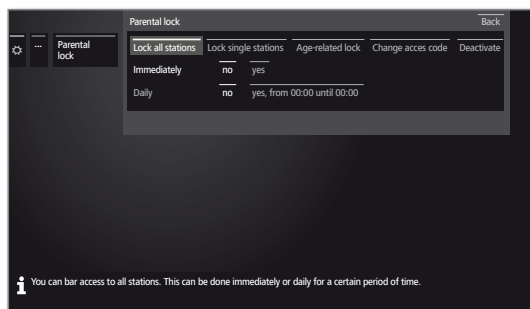 Parental lock Back
... Parental lock
Lock all stations Lock single stations Age-related lock Change acces code Deactivate
Immediately no yes
Daily no yes, from 00:00 until 00:00
You can bar access to all stations. This can be done immediately or daily for a certain period of time.